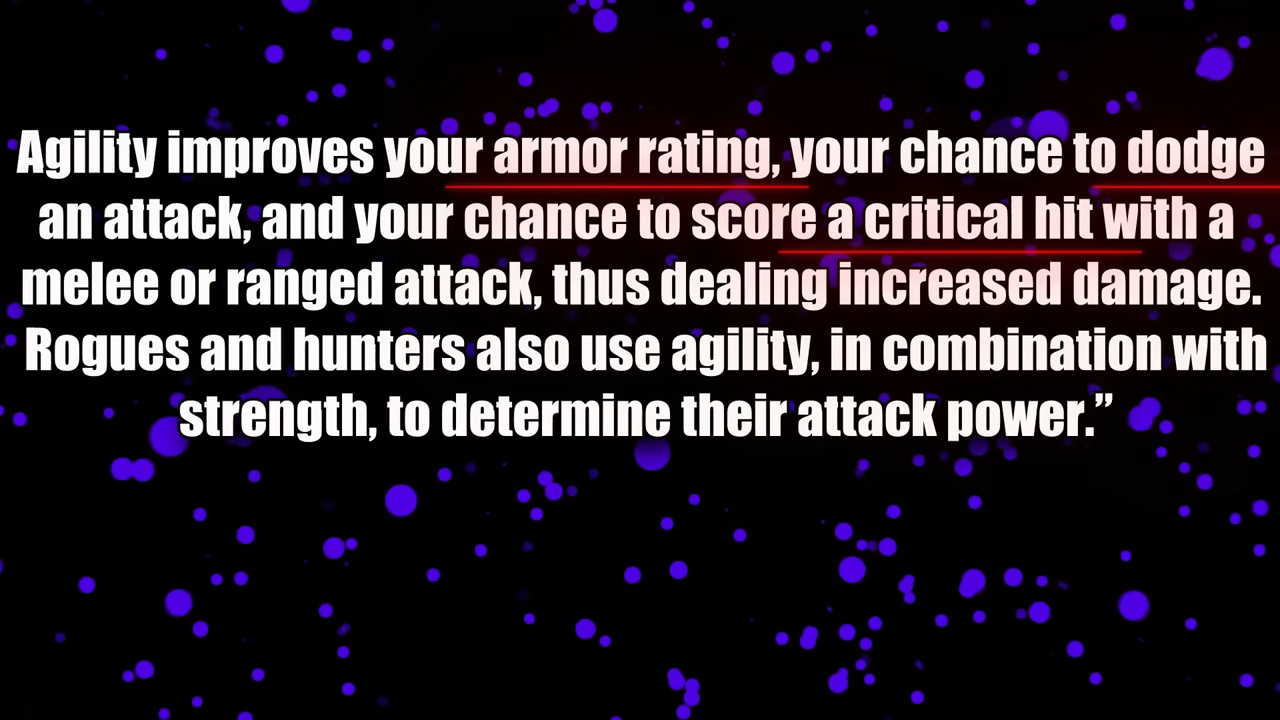 Agility improves your armor rating, your chance to dodge
an attack, and your chance to score a critical hit with a
melee or ranged attack, thus dealing increased damage.
Rogues and hunters also use agility, in combination with
strength, to determine their attack power.”